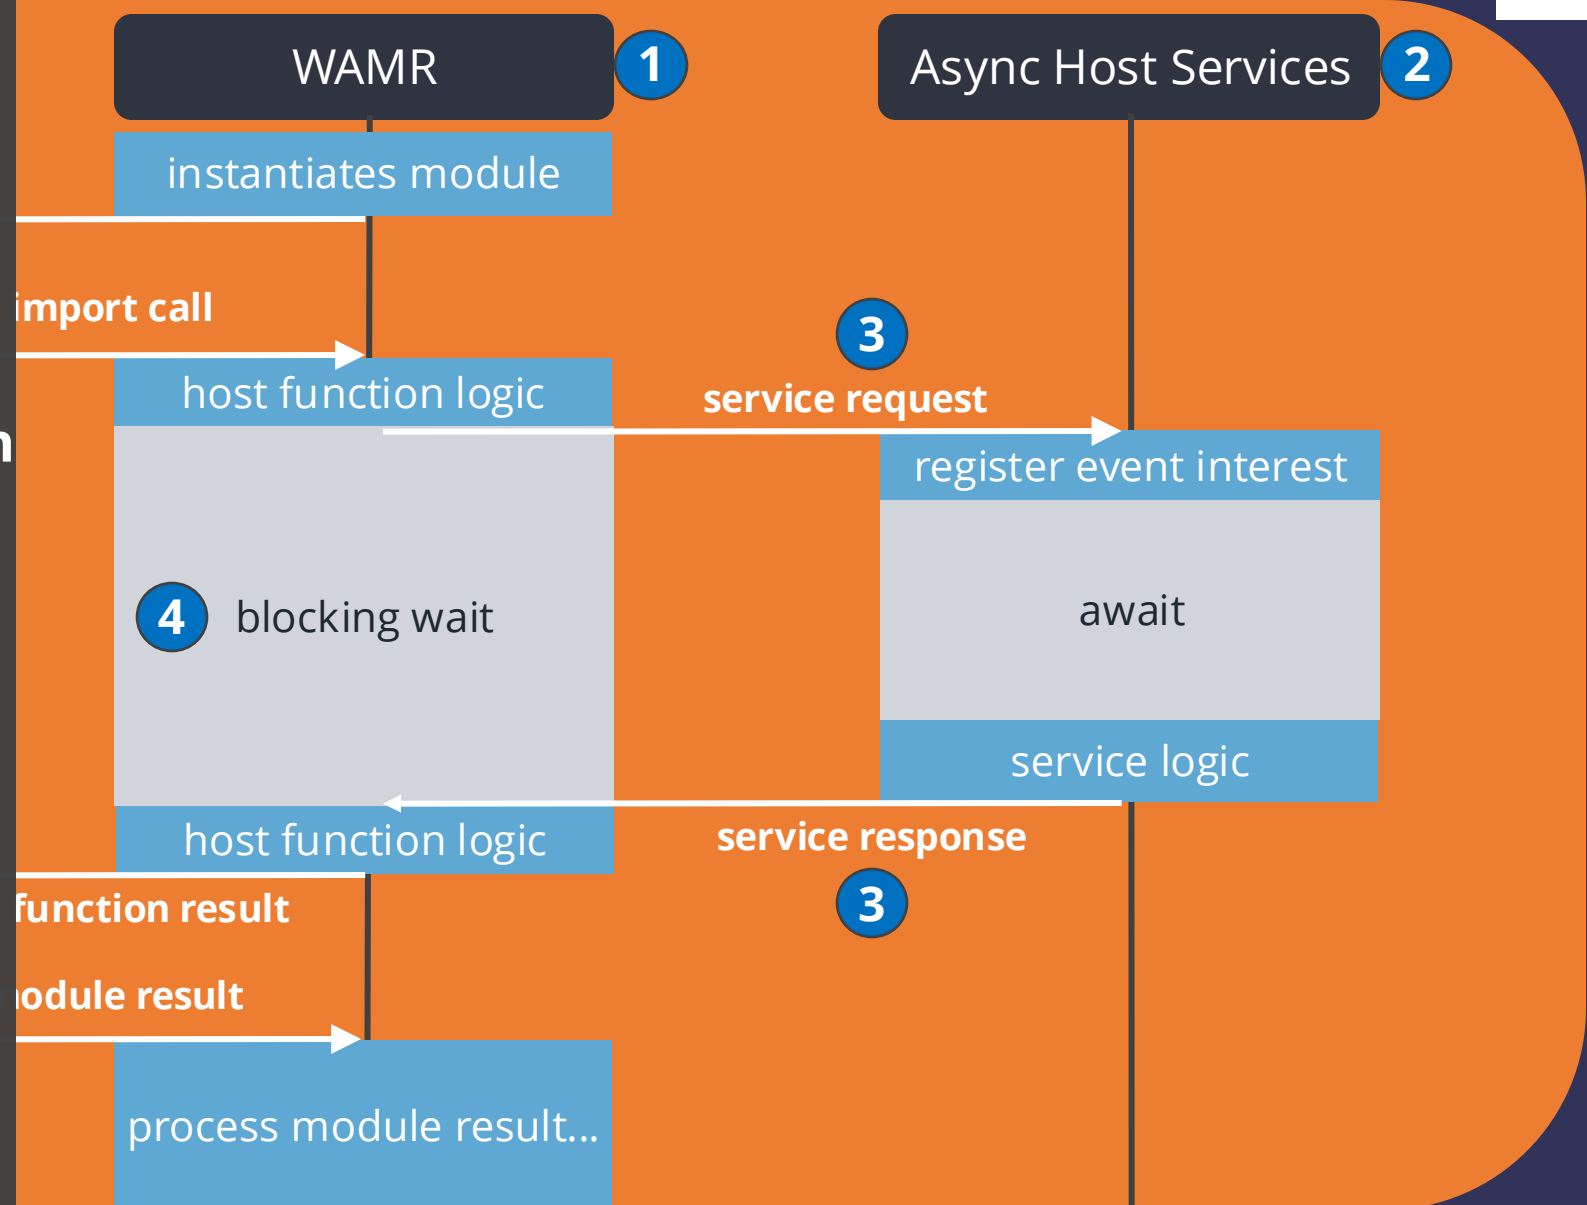 WAMR
1
Async Host Services
2
instantiates module
import call
3
host function logic
service request
register event interest
4
blocking wait
await
service logic
host function logic
service response
function result
3
result
process module result...